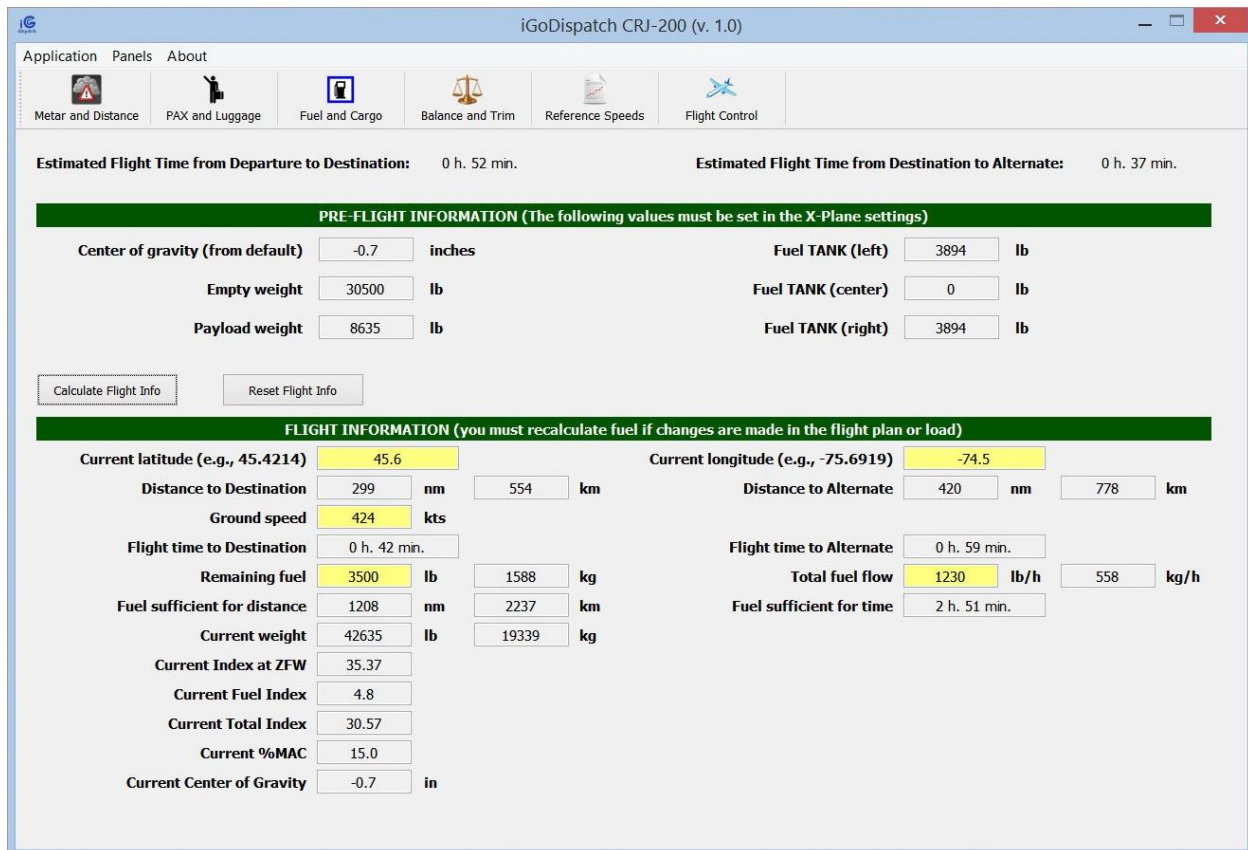 iGoDispatch CRJ-200 (v. 1.0)
Application Panels About
Metar and Distance PAX and Luggage Fuel and Cargo Balance and Trim Reference Speeds Flight Control
Estimated Flight Time from Departure to Destination: 0 h. 52 min. Estimated Flight Time from Destination to Alternate: 0 h. 37 min.
PRE-FLIGHT INFORMATION (The following values must be set in the X-Plane settings)
Center of gravity (from default) -0.7 inches Fuel TANK (left) 3894 lb
Empty weight 30500 lb Fuel TANK (center) 0 lb
Payload weight 8635 lb Fuel TANK (right) 3894 lb
Calculate Flight Info Reset Flight Info
FLIGHT INFORMATION (you must recalculate fuel if changes are made in the flight plan or load)
Current latitude (e.g., 45.4214) 45.6 Current longitude (e.g., -75.6919) -74.5
Distance to Destination 299 nm 554 km Distance to Alternate 420 nm 778 km
Ground speed 424 kts
Flight time to Destination 0 h. 42 min. Flight time to Alternate 0 h. 59 min.
Remaining fuel 3500 lb 1588 kg Total fuel flow 1230 lb/h 558 kg/h
Fuel sufficient for distance 1208 nm 2237 km Fuel sufficient for time 2 h. 51 min.
Current weight 42635 lb 19339 kg
Current Index at ZFW 35.37
Current Fuel Index 4.8
Current Total Index 30.57
Current %MAC 15.0
Current Center of Gravity -0.7 in